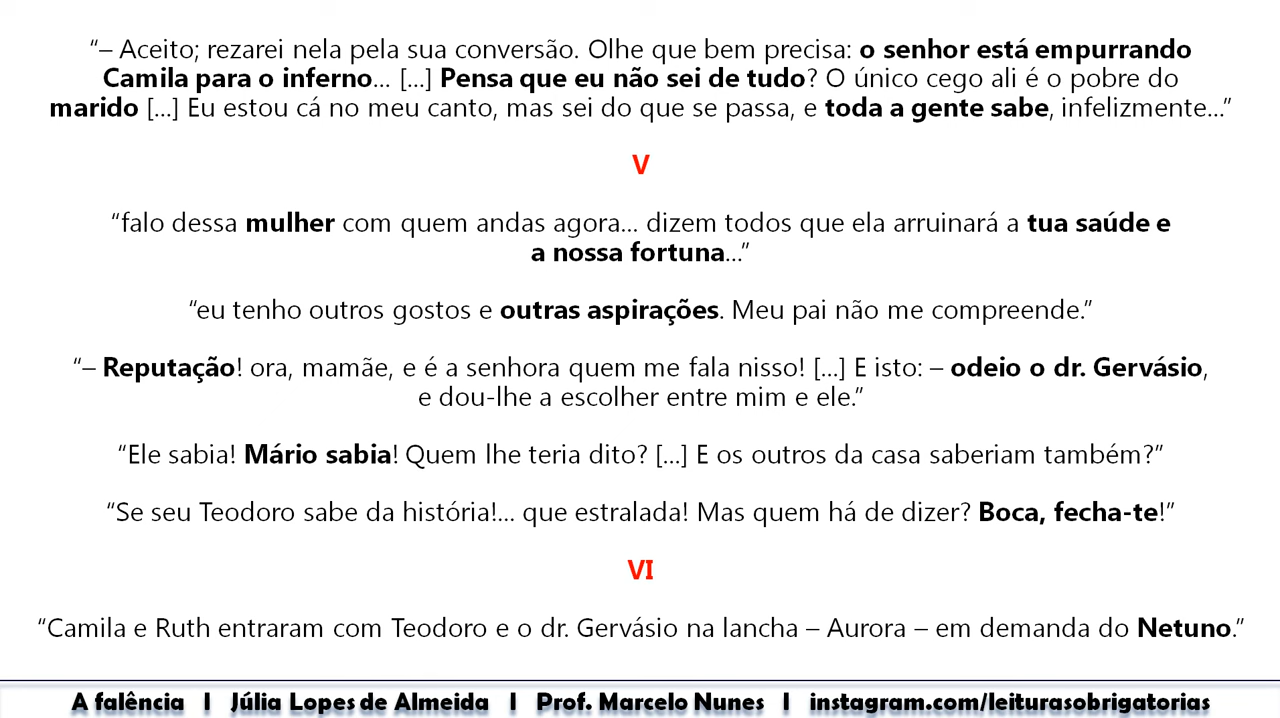 “– Aceito; rezarei nela pela sua conversão. Olhe que bem precisa: o senhor está empurrando
Camila para o inferno... [...] Pensa que eu não sei de tudo? O único cego ali é o pobre do
marido [...] Eu estou cá no meu canto, mas sei do que se passa, e toda a gente sabe, infelizmente...”
V
“falo dessa mulher com quem andas agora... dizem todos que ela arruinará a tua saúde e
a nossa fortuna...”
“eu tenho outros gostos e outras aspirações. Meu pai não me compreende.”
“– Reputação! ora, mamãe, e é a senhora quem me fala nisso! [...] E isto: – odeio o dr. Gervásio,
e dou-lhe a escolher entre mim e ele.”
“Ele sabia! Mário sabia! Quem lhe teria dito? [...] E os outros da casa saberiam também?”
“Se seu Teodoro sabe da história!... que estralada! Mas quem há de dizer? Boca, fecha-te!”
VI
“Camila e Ruth entraram com Teodoro e o dr. Gervásio na lancha – Aurora – em demanda do Netuno.”
A falência I Júlia Lopes de Almeida I Prof. Marcelo Nunes I instagram.com/leiturasobrigatorias